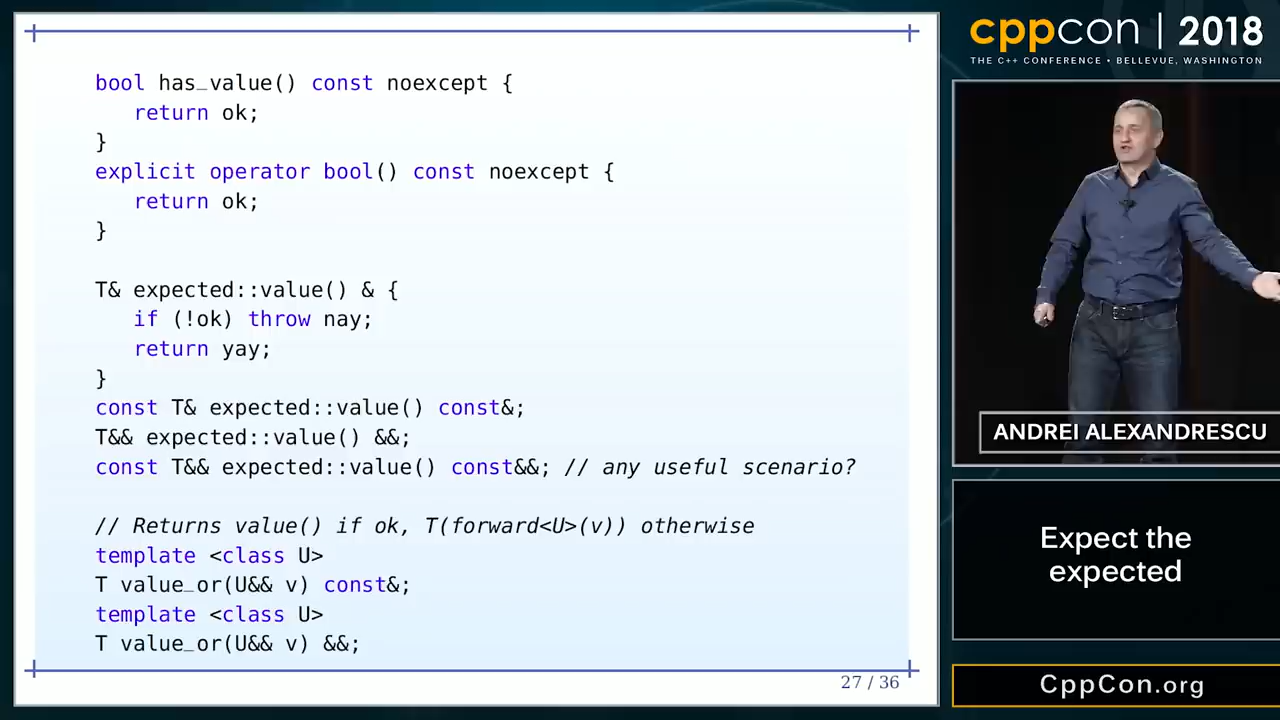 bool has_value() const noexcept {
return ok;
}
explicit operator bool() const noexcept {
return ok;
}
T& expected::value() & {
if (!ok) throw nay;
return yay;
}
const T& expected::value() const&;
T&& expected::value() &&;
const T&& expected::value() const&&; // any useful scenario?
// Returns value() if ok, T(forward<U>(v)) otherwise
template <class U>
T value_or(U&& v) const&;
template <class U>
T value_or(U&& v) &&;
27 / 36
cppcon | 2018
THE C++ CONFERENCE • BELLEVUE, WASHINGTON
ANDREI ALEXANDRESCU
Expect the
expected
CppCon.org